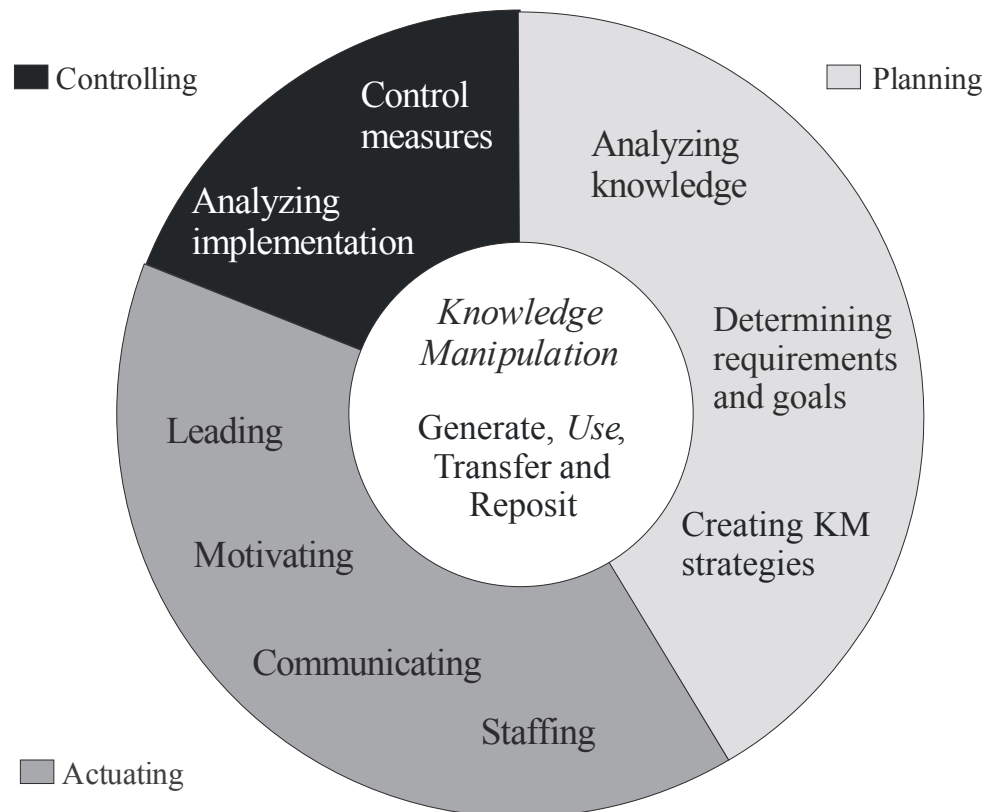 Controlling
Planning
Control
measures
Analyzing
implementation
Analyzing
knowledge
Determining
requirements
and goals
Creating KM
strategies
Knowledge
Manipulation
Generate, Use,
Transfer and
Reposit
Leading
Motivating
Communicating
Staffing
Actuating